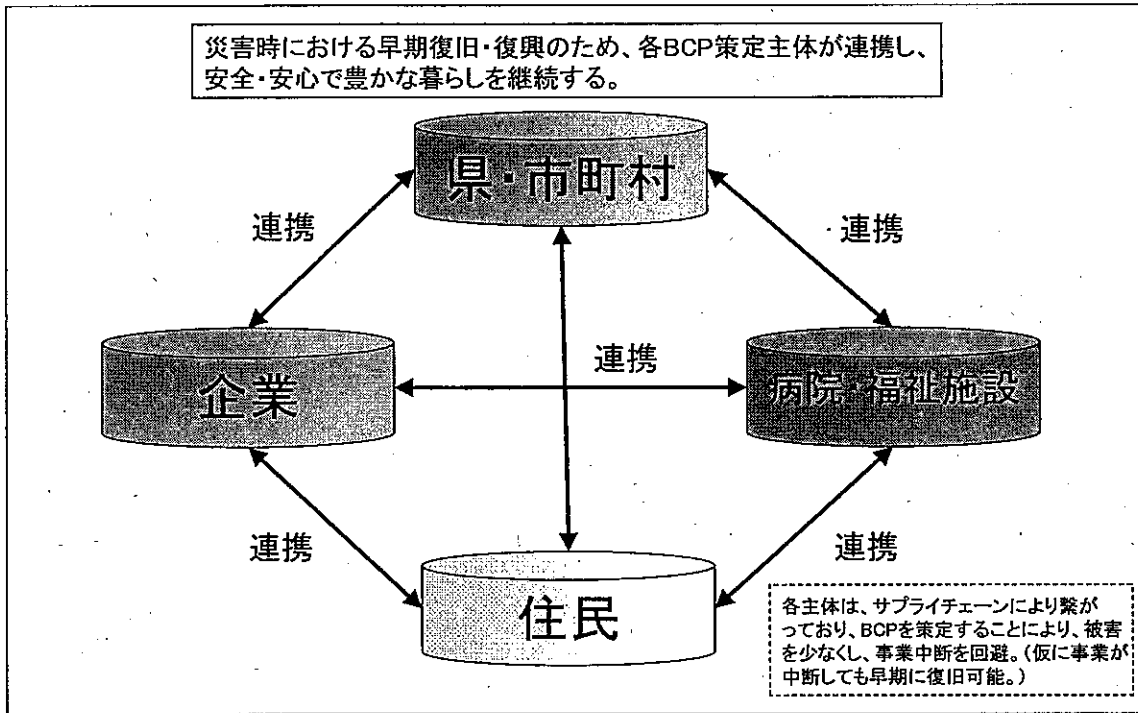 災害時における早期復旧・復興のため、各BCP策定主体が連携し、
安全・安心で豊かな暮らしを継続する。
県・市町村
連携
連携
企業
連携
病院・福祉施設
連携
連携
住民
各主体は、サプライチェーンにより繋が
っており、BCPを策定することにより、被害
を少なくし、事業中断を回避。(仮に事業が
中断しても早期に復旧可能。)